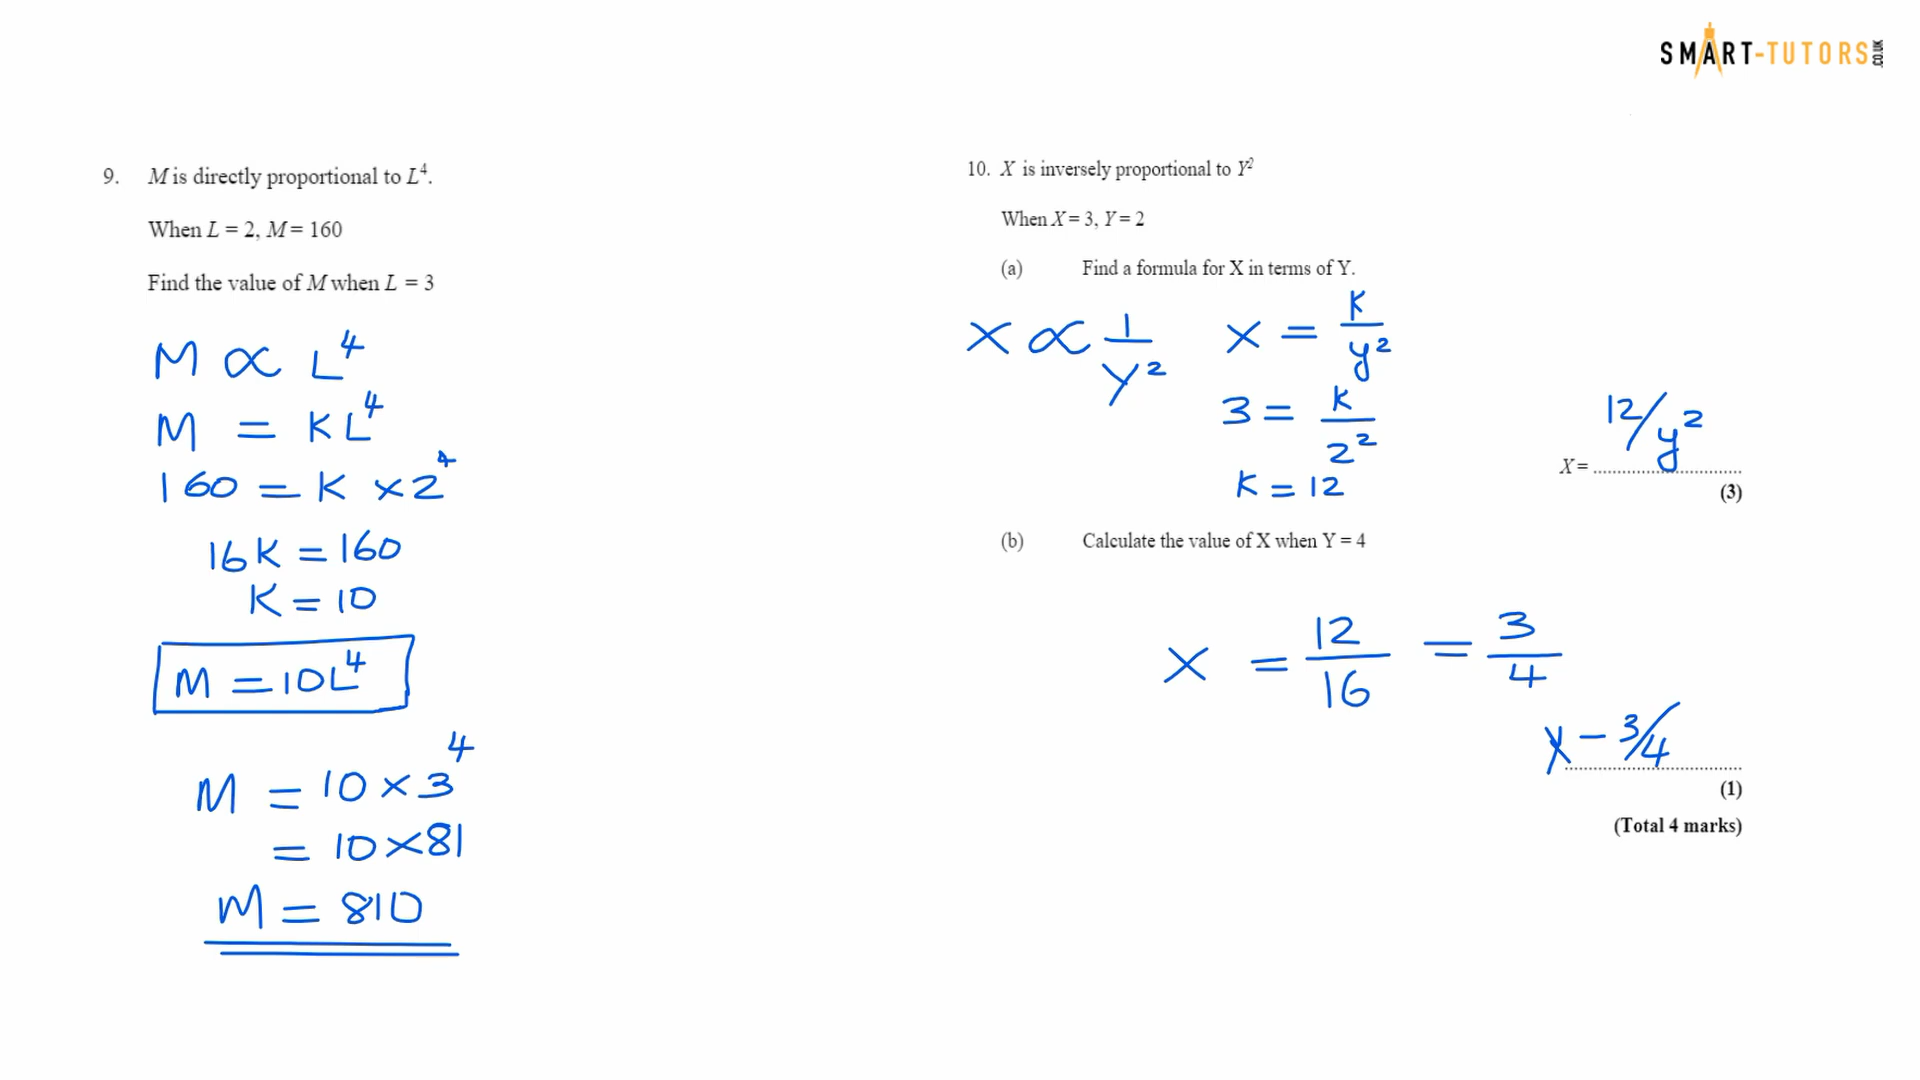 SMART-TUTORS.CO.UK
9. M is directly proportional to L⁴.
When L = 2, M = 160
Find the value of M when L = 3
M ∝ L⁴
M = KL⁴
160 = K × 2⁴
16K = 160
K = 10
M = 10L⁴
M = 10 × 3⁴
= 10 × 81
M = 810
10. X is inversely proportional to Y²
When X = 3, Y = 2
(a) Find a formula for X in terms of Y.
X ∝ 1/Y² X = K/y²
3 = K/2²
K = 12
X = 12/y²
(3)
(b) Calculate the value of X when Y = 4
X = 12/16 = 3/4
X – 3/4
(1)
(Total 4 marks)